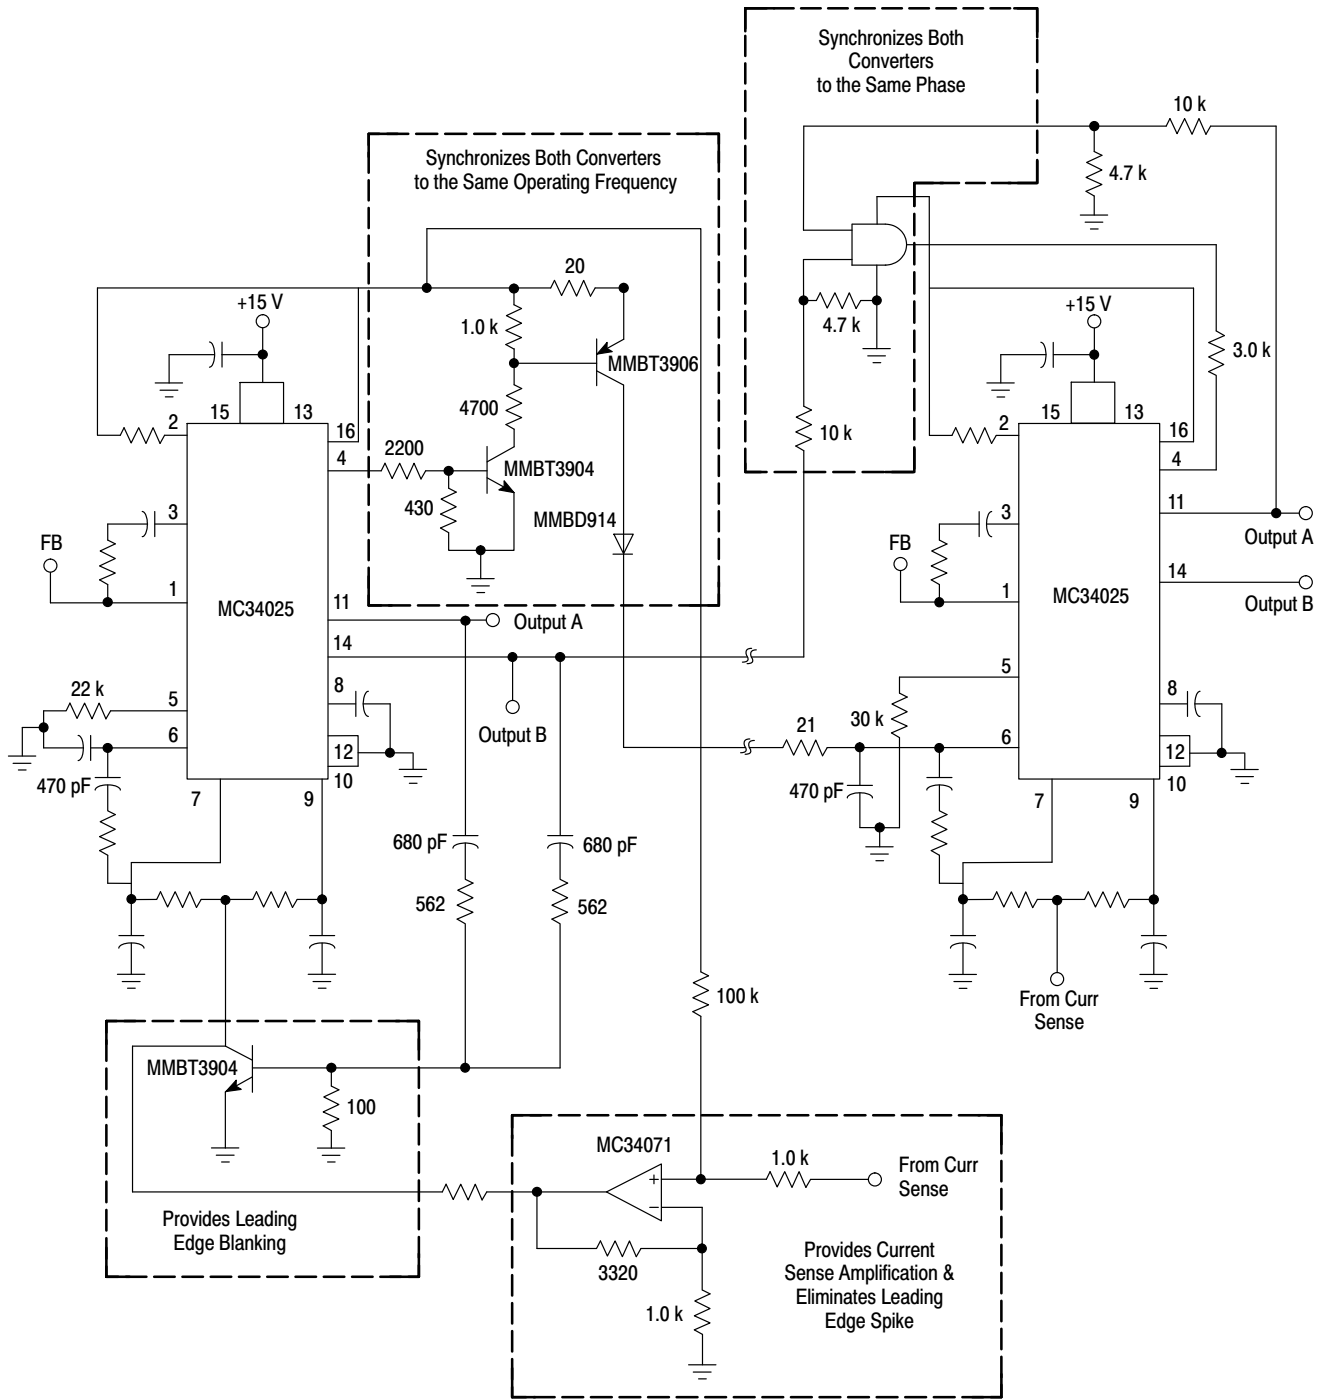 Synchronizes Both
Converters
to the Same Phase
10 k
4.7 k
Synchronizes Both Converters
to the Same Operating Frequency
20
+15 V
1.0 k
MMBT3906
4.7 k
+15 V
3.0 k
15
13
2
16
4700
10 k
15
13
2
16
4
2200
MMBT3904
4
430
MMBD914
3
11
3
FB
FB
Output A
1
MC34025
11
14
1
MC34025
Output A
Output B
14
5
22 k
5
8
Output B
30 k
8
6
12
21
6
12
470 pF
10
470 pF
10
7
9
7
9
680 pF
680 pF
562
562
100 k
From Curr
Sense
MMBT3904
100
MC34071
1.0 k
From Curr
Sense
+
−
Provides Leading
Edge Blanking
3320
Provides Current
Sense Amplification &
Eliminates Leading
Edge Spike
1.0 k